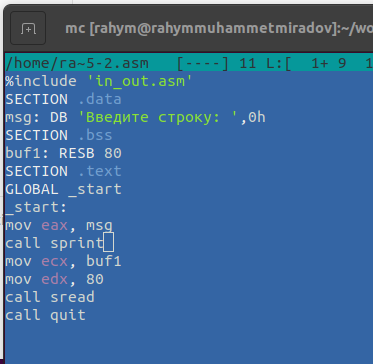 mc [rahym@rahymmuhammetmiradov]:~/wo
/home/ra~5-2.asm [----] 11 L:[ 1+ 9 1
%include 'in_out.asm'
SECTION .data
msg: DB 'Введите строку: ',0h
SECTION .bss
buf1: RESB 80
SECTION .text
GLOBAL _start
_start:
mov eax, msg
call sprint
mov ecx, buf1
mov edx, 80
call sread
call quit